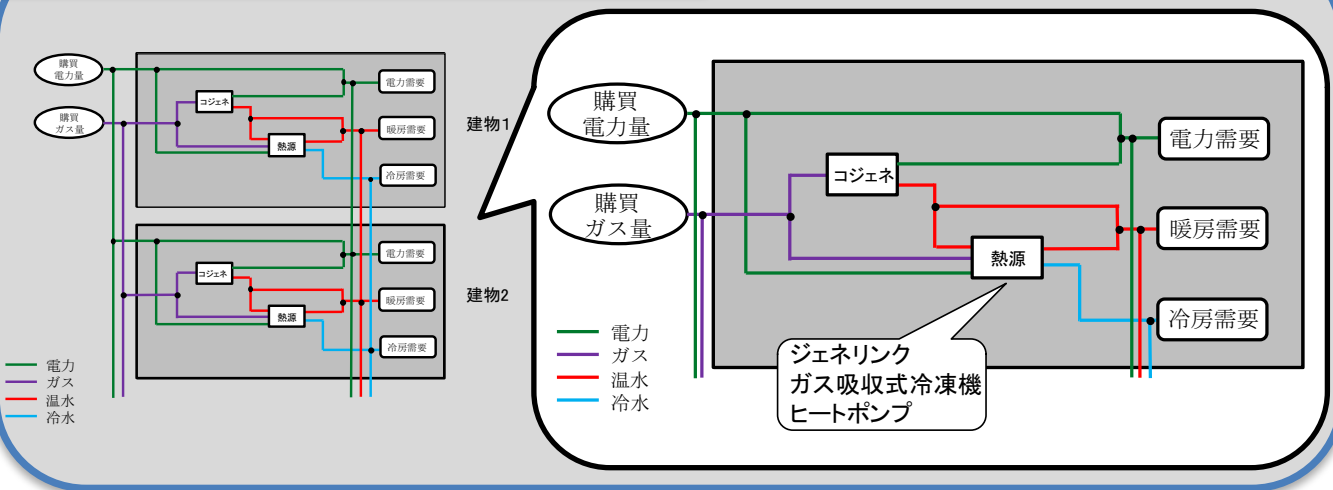 購買
電力量
購買
ガス量
コジェネ
熱源
電力需要
暖房需要
冷房需要
建物1
コジェネ
熱源
電力需要
暖房需要
冷房需要
建物2
電力
ガス
温水
冷水
購買
電力量
購買
ガス量
コジェネ
熱源
電力需要
暖房需要
冷房需要
電力
ガス
温水
冷水
ジェネリンク
ガス吸収式冷凍機
ヒートポンプ